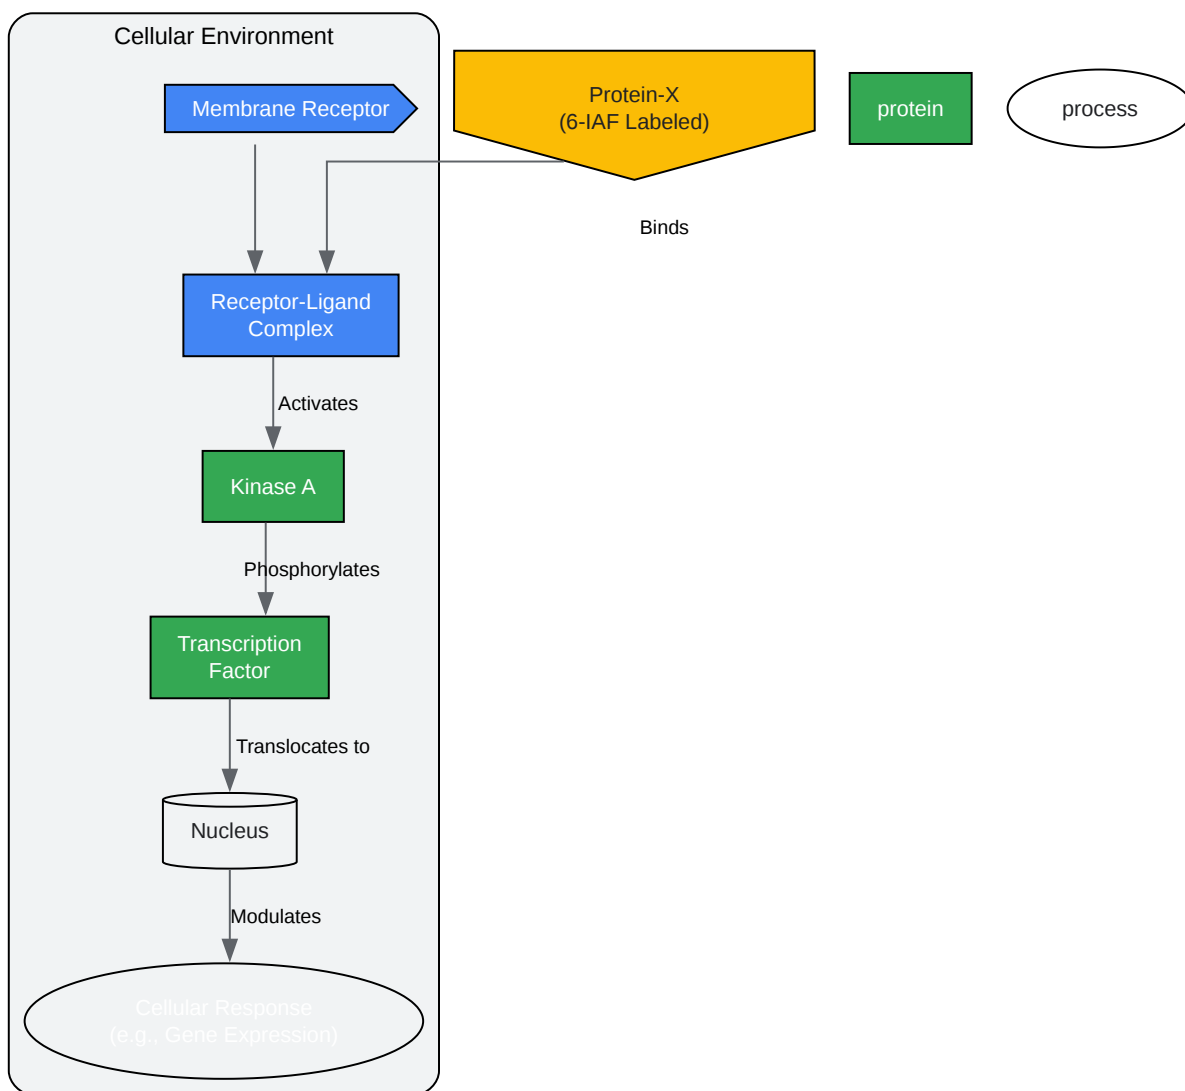 Cellular Environment
Membrane Receptor
Protein-X
(6-IAF Labeled)
protein
process
Binds
Receptor-Ligand
Complex
Activates
Kinase A
Phosphorylates
Transcription
Factor
Translocates to
Nucleus
Modulates
Cellular Response
(e.g., Gene Expression)